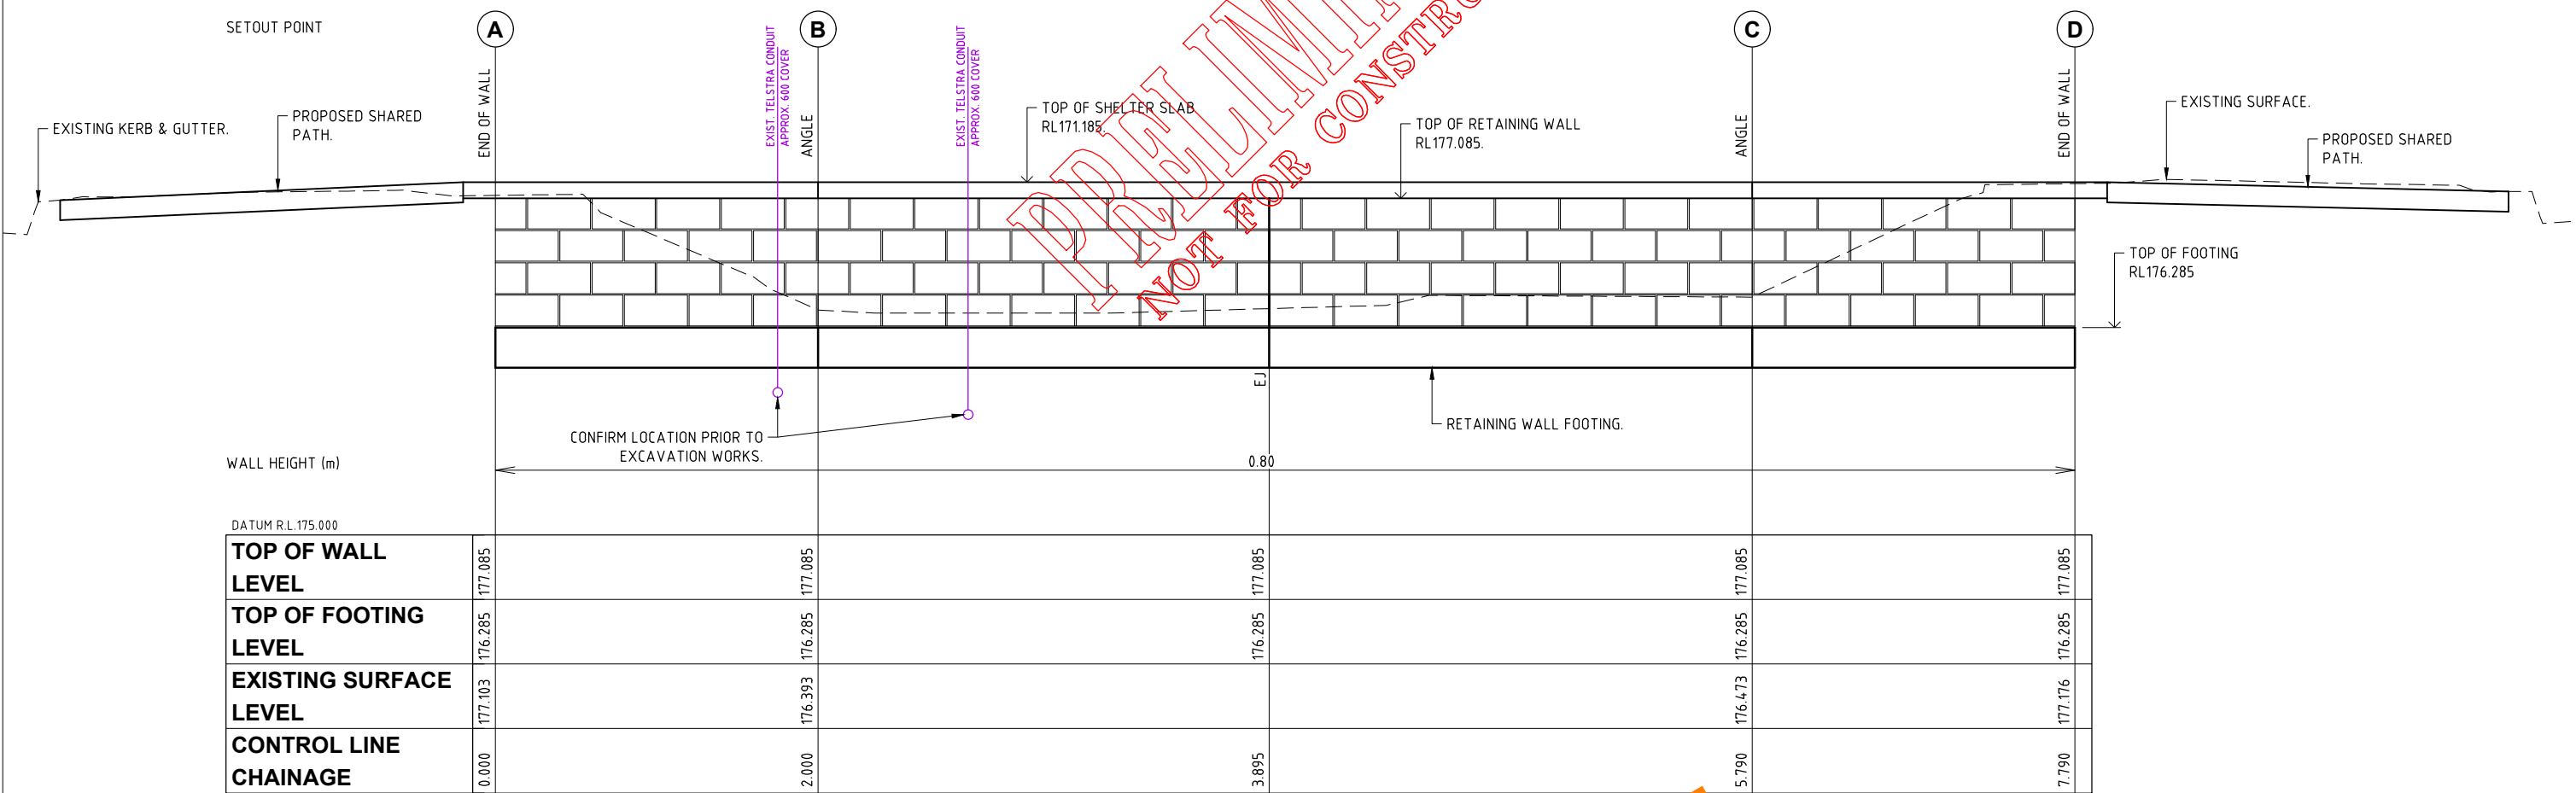 SETOUT POINT
A
B
C
D
END OF WALL
EXIST. TELSTRA CONDUIT
APPROX. 600 COVER
ANGLE
EXIST. TELSTRA CONDUIT
APPROX. 600 COVER
ANGLE
END OF WALL
EXISTING KERB & GUTTER.
PROPOSED SHARED
PATH.
TOP OF SHELTER SLAB
RL171.185.
TOP OF RETAINING WALL
RL177.085.
EXISTING SURFACE.
PROPOSED SHARED
PATH.
NOT FOR
TOP OF FOOTING
RL176.285
EJ
CONFIRM LOCATION PRIOR TO
EXCAVATION WORKS.
RETAINING WALL FOOTING.
WALL HEIGHT (m)
0.80
DATUM R.L.175.000
TOP OF WALL
LEVEL
177.085
177.085
177.085
177.085
177.085
TOP OF FOOTING
LEVEL
176.285
176.285
176.285
176.285
176.285
EXISTING SURFACE
LEVEL
177.103
176.393
176.473
177.176
CONTROL LINE
CHAINAGE
0.000
2.000
3.895
5.790
7.790